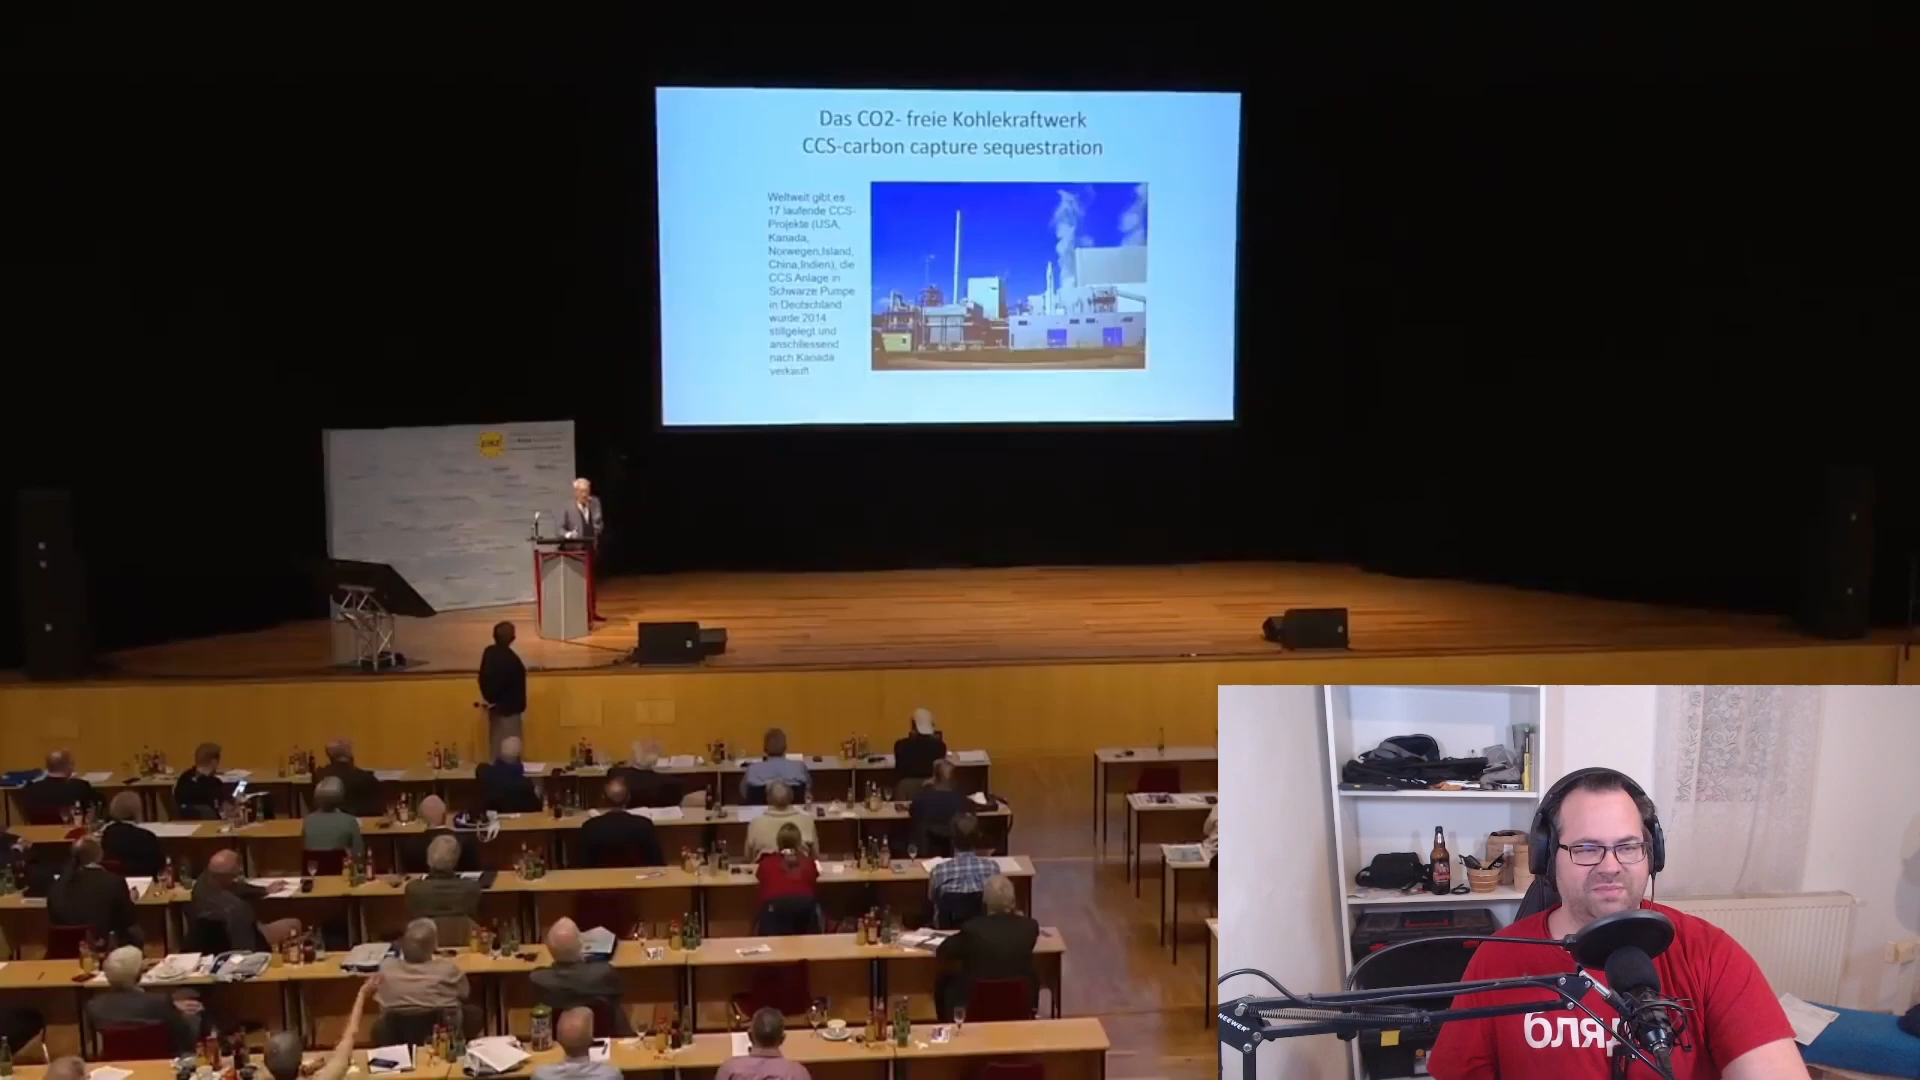 Das CO2- freie Kohlekraftwerk
CCS-carbon capture sequestration
Weltweit gibt es
17 laufende CCS-
Projekte (USA,
Kanada,
Norwegen,Island,
China,Indien), die
CCS Anlage in
Schwarze Pumpe
in Deutschland
wurde 2014
stillgelegt und
anschliessend
nach Kanada
verkauft
NEEWER
бляд